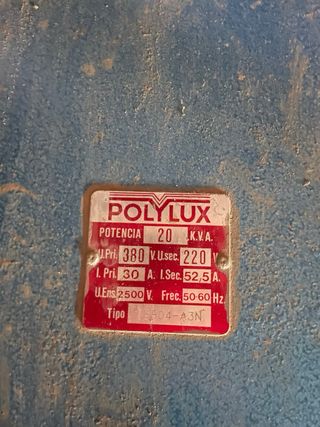 POLYLUX
POTENCIA 20 .K.V.A.
U.Pri. 380 V. U.sec. 220 V
I.Pri. 30 A. I.Sec. 52,5 A.
U.Ens. 2500 V. Frec. 50-60 Hz
Tipo